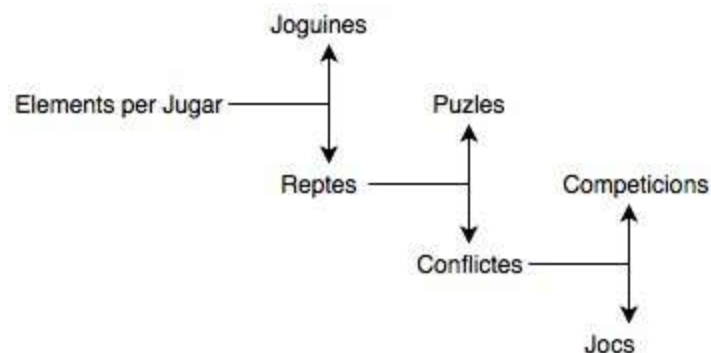 Joguines
Elements per Jugar
Puzles
Reptes
Competicions
Conflictes
Jocs